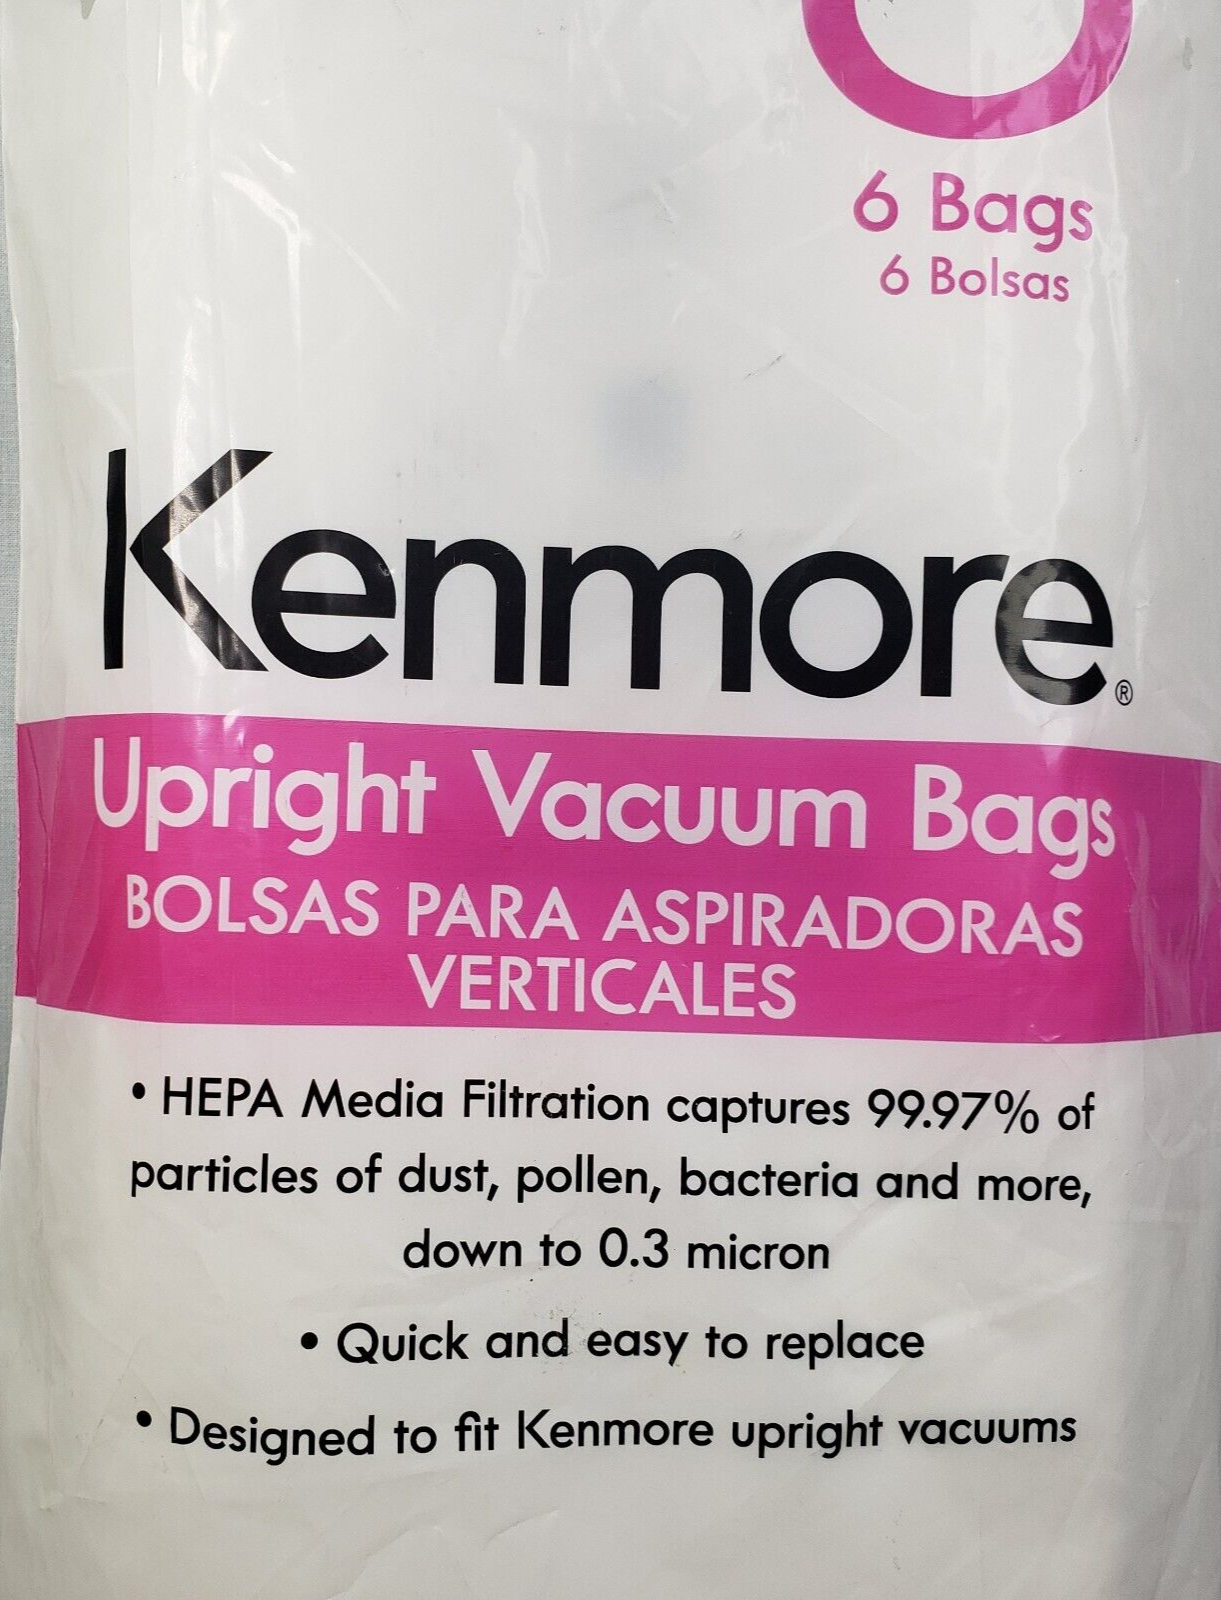 6 Bags
6 Bolsas
Kenmore®
Upright Vacuum Bags
BOLSAS PARA ASPIRADORAS
VERTICALES
• HEPA Media Filtration captures 99.97% of
particles of dust, pollen, bacteria and more,
down to 0.3 micron
• Quick and easy to replace
• Designed to fit Kenmore upright vacuums